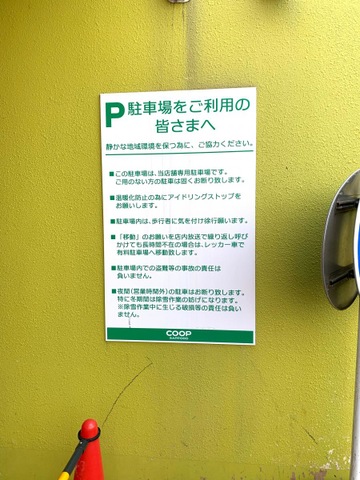 P 駐車場をご利用の
皆さまへ
静かな地域環境を保つ為に、ご協力ください。
■この駐車場は、当店舗専用駐車場です。
ご用のない方の駐車は固くお断り致します。
■温暖化防止の為にアイドリングストップを
お願いします。
■駐車場内は、歩行者に気を付け徐行願います。
■「移動」のお願いを店内放送で繰り返し呼び
かけても長時間不在の場合は、レッカー車で
有料駐車場へ移動致します。
■駐車場内での盗難等の事故の責任は
負いません。
■夜間(営業時間外)の駐車はお断り致します。
特に冬期間は除雪作業の妨げになります。
※除雪作業中に生じる破損等の責任は負い
ません。
COOP
SAPPORO